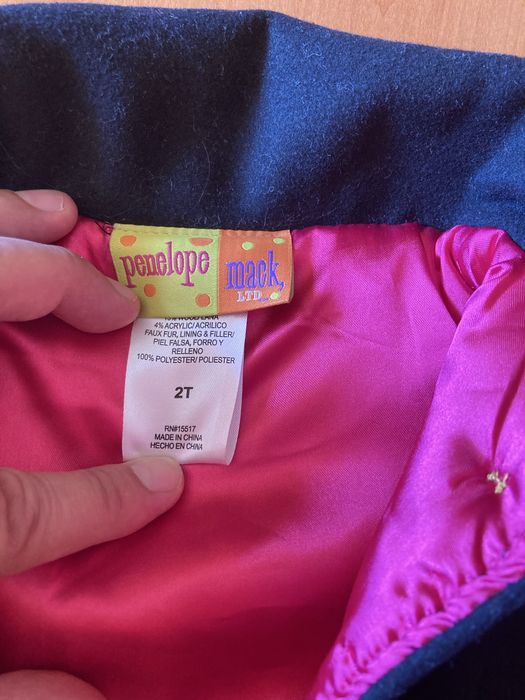 penelope mack,
LTD.
4% ACRYLIC/ ACRILICO
FAUX FUR, LINING & FILLER/
PIEL FALSA, FORRO Y
RELLENO
100% POLYESTER/ POLIESTER
2T
RN#15517
MADE IN CHINA
HECHO EN CHINA